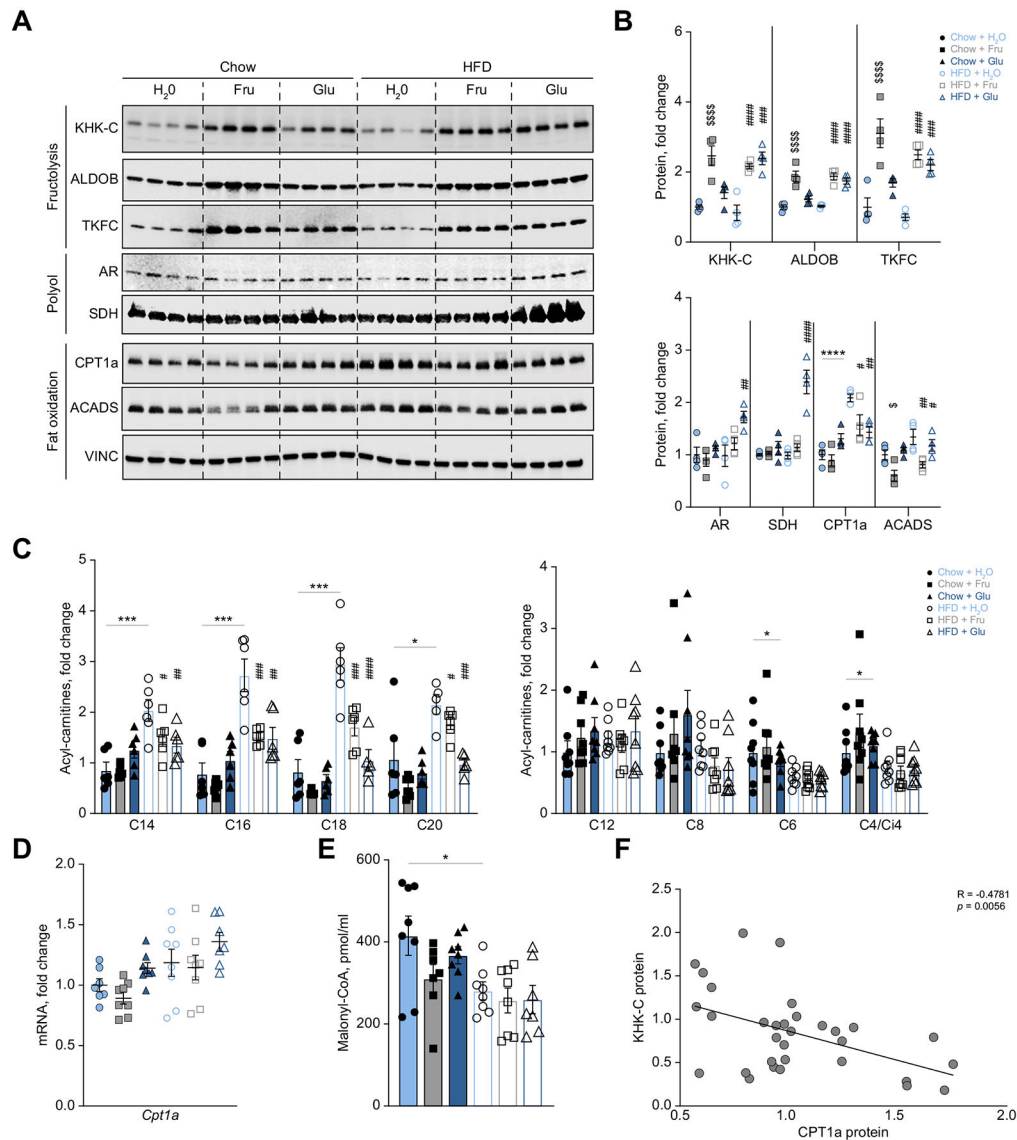 A
Chow HFD
H₂0 Fru Glu H₂0 Fru Glu
Fructolysis
KHK-C
ALDOB
TKFC
Polyol
AR
SDH
Fat oxidation
CPT1a
ACADS
VINC
B
Chow + H₂O
Chow + Fru
Chow + Glu
HFD + H₂O
HFD + Fru
HFD + Glu
Protein, fold change
6
4
2
0
$$$$ #### ### $$$$ #### #### $$$$ #### ###
KHK-C ALDOB TKFC
Protein, fold change
4
3
2
1
0
## #### **** # ## $ ## #
AR SDH CPT1a ACADS
C
Acyl-carnitines, fold change
5
4
3
2
1
0
*** # ## *** ### ## *** ### #### * # ###
C14 C16 C18 C20
Acyl-carnitines, fold change
4
3
2
1
0
* *
C12 C8 C6 C4/Ci4
Chow + H₂O
Chow + Fru
Chow + Glu
HFD + H₂O
HFD + Fru
HFD + Glu
D
mRNA, fold change
2.0
1.5
1.0
0.5
0.0
Cpt1a
E
Malonyl-CoA, pmol/ml
600
400
200
0
*
F
KHK-C protein
2.5
2.0
1.5
1.0
0.5
0.0
R = -0.4781
p = 0.0056
0.5 1.0 1.5 2.0
CPT1a protein